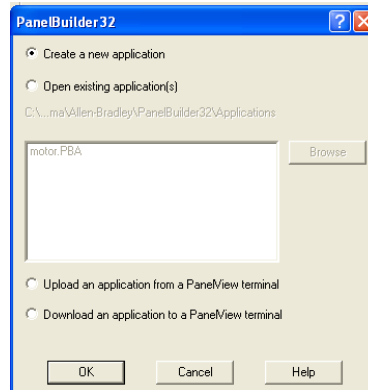 PanelBuilder32
Create a new application
Open existing application(s)
C:\...ma\Allen-Bradley\PanelBuilder32\Applications
motor.PBA
Browse
Upload an application from a PanelView terminal
Download an application to a PanelView terminal
OK Cancel Help